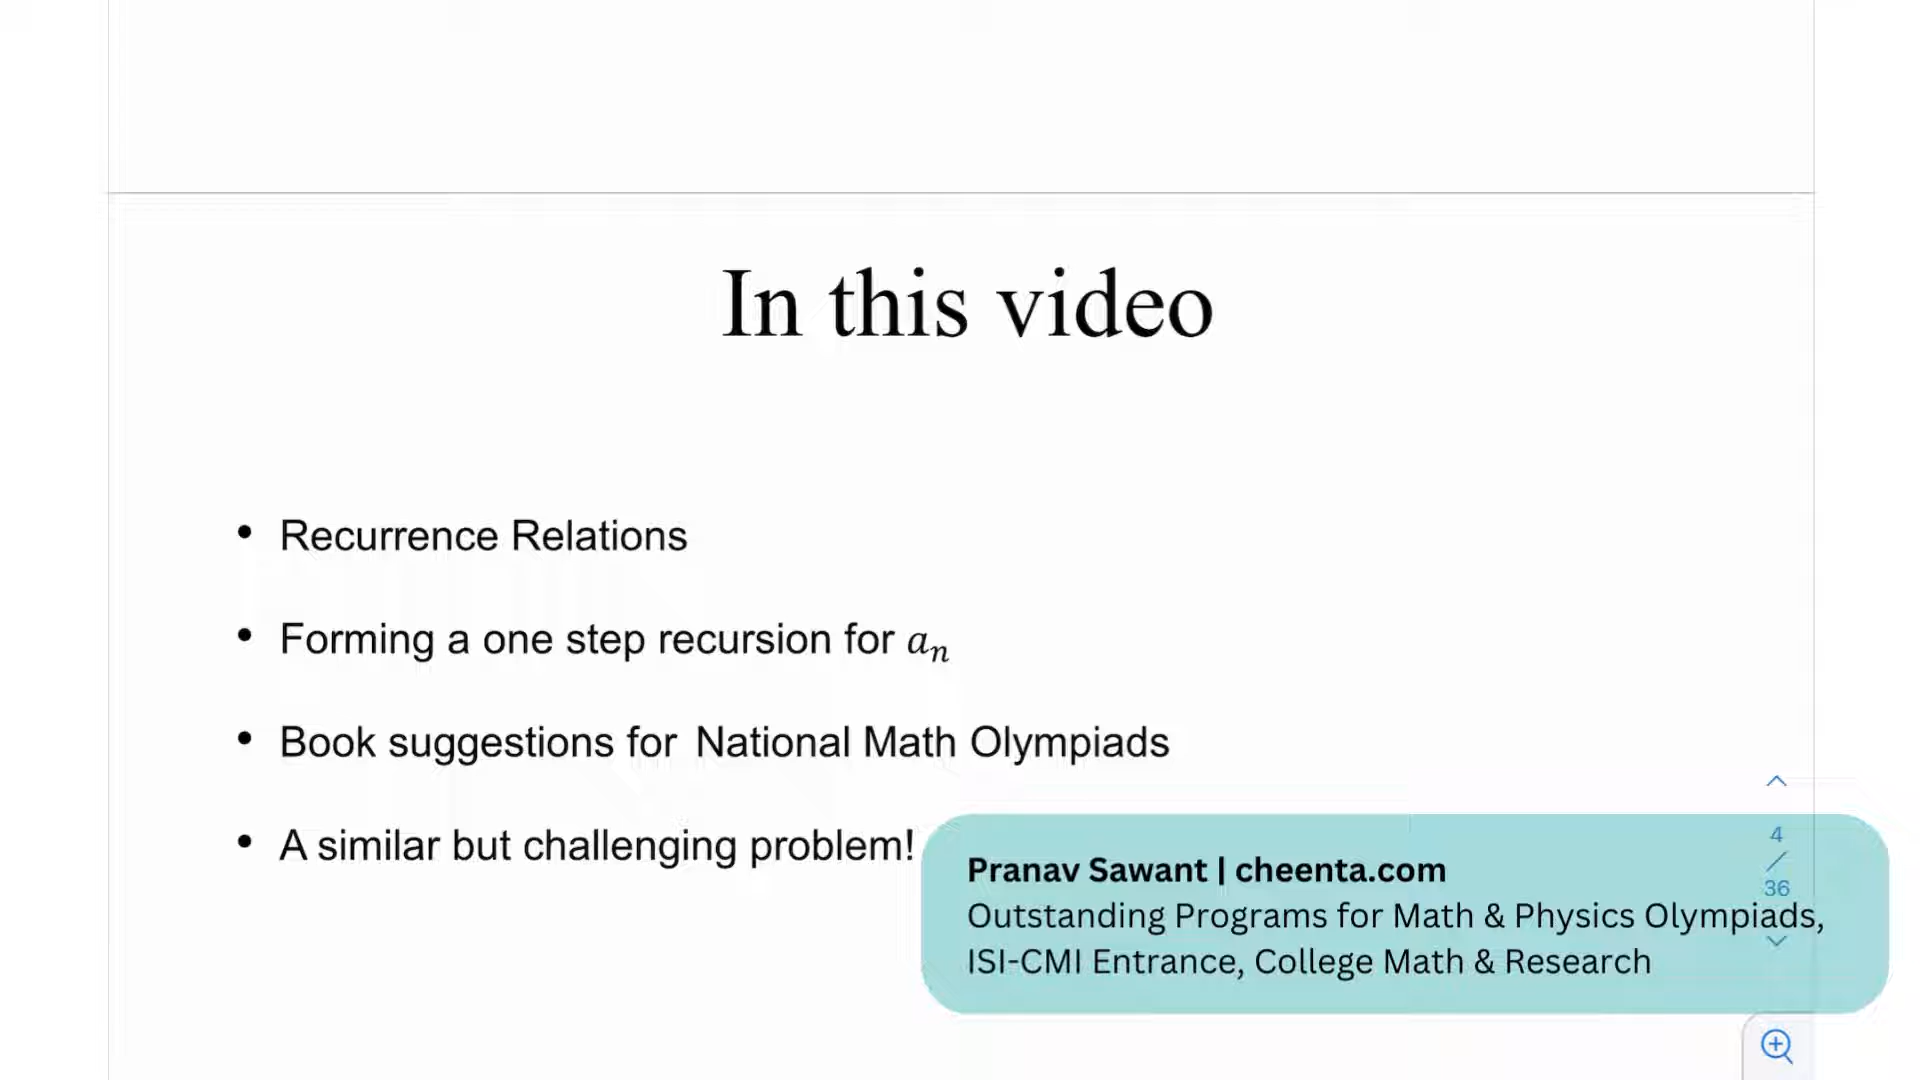 In this video
• Recurrence Relations
• Forming a one step recursion for aₙ
• Book suggestions for National Math Olympiads
• A similar but challenging problem!
Pranav Sawant | cheenta.com
Outstanding Programs for Math & Physics Olympiads,
ISI-CMI Entrance, College Math & Research
4
/
36